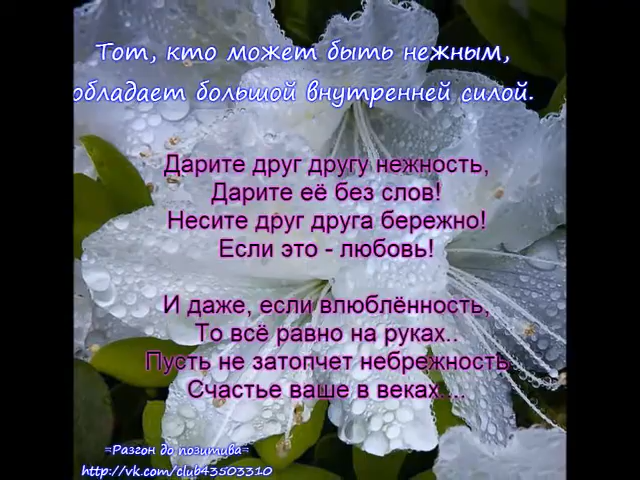 Тот, кто может быть нежным,
обладает большой внутренней силой.
Дарите друг другу нежность,
Дарите её без слов!
Несите друг друга бережно!
Если это - любовь!
И даже, если влюблённость,
То всё равно на руках..
Пусть не затопчет небрежность
Счастье ваше в веках....
=Разгон до позитива=
http://vk.com/club43503310